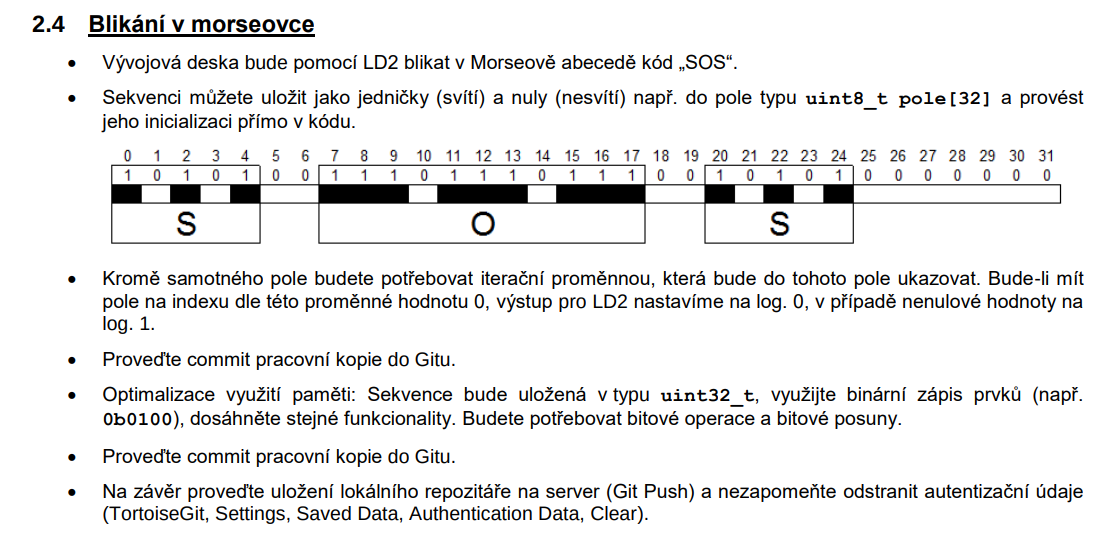 2.4 Blikání v morseovce
• Vývojová deska bude pomocí LD2 blikat v Morseově abecedě kód „SOS“.
• Sekvenci můžete uložit jako jedničky (svítí) a nuly (nesvítí) např. do pole typu uint8_t pole[32] a provést
jeho inicializaci přímo v kódu.
0 1 2 3 4 5 6 7 8 9 10 11 12 13 14 15 16 17 18 19 20 21 22 23 24 25 26 27 28 29 30 31
1 0 1 0 1 0 0 1 1 1 0 1 1 1 0 1 1 1 0 0 1 0 1 0 1 0 0 0 0 0 0 0
S O S
• Kromě samotného pole budete potřebovat iterační proměnnou, která bude do tohoto pole ukazovat. Bude-li mít
pole na indexu dle této proměnné hodnotu 0, výstup pro LD2 nastavíme na log. 0, v případě nenulové hodnoty na
log. 1.
• Proveďte commit pracovní kopie do Gitu.
• Optimalizace využití paměti: Sekvence bude uložená v typu uint32_t, využijte binární zápis prvků (např.
0b0100), dosáhněte stejné funkcionality. Budete potřebovat bitové operace a bitové posuny.
• Proveďte commit pracovní kopie do Gitu.
• Na závěr proveďte uložení lokálního repozitáře na server (Git Push) a nezapomeňte odstranit autentizační údaje
(TortoiseGit, Settings, Saved Data, Authentication Data, Clear).